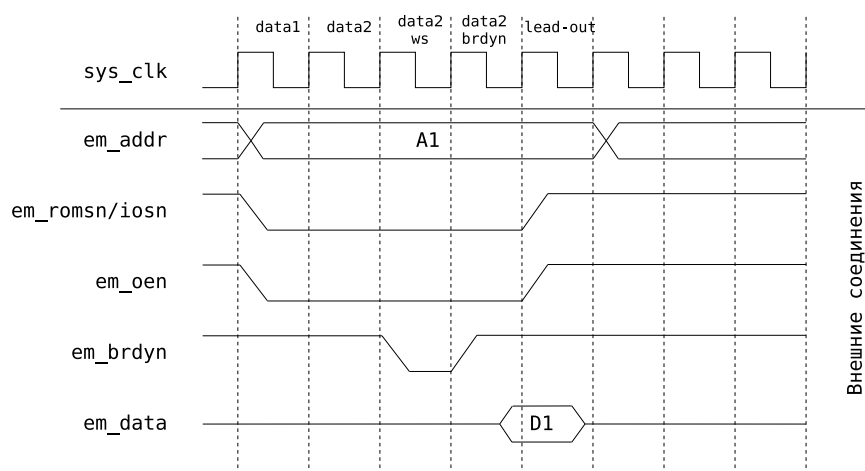 data1
data2
data2
ws
data2
brdyn
lead-out
sys_clk
em_addr
A1
em_romsn/iosn
em_oen
em_brdyn
em_data
D1
Внешние соединения